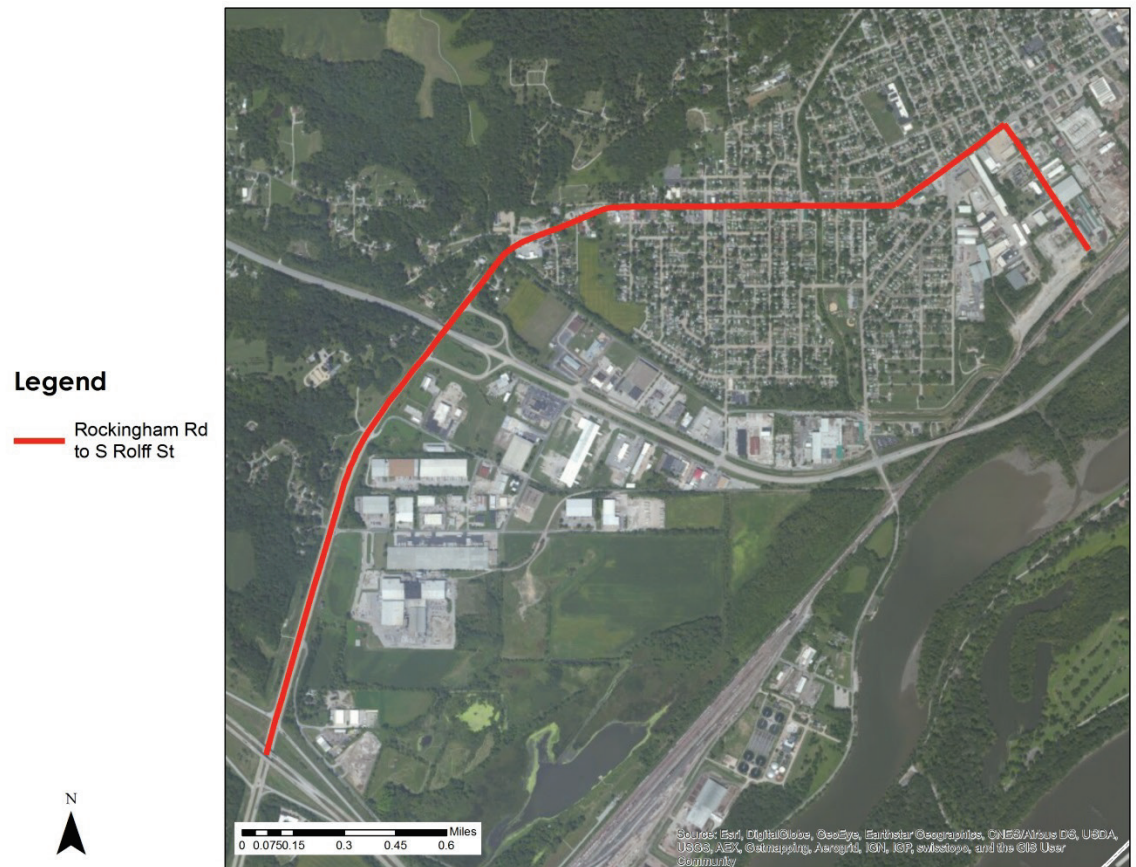 Legend
Rockingham Rd
to S Rolff St
N
0 0.0750.15 0.3 0.45 0.6
Miles
Source: Esri, DigitalGlobe, GeoEye, Earthstar Geographics, CNES/Airbus DS, USDA,
USGS, AEX, Getmapping, Aerogrid, IGN, IGP, swisstopo, and the GIS User
Community